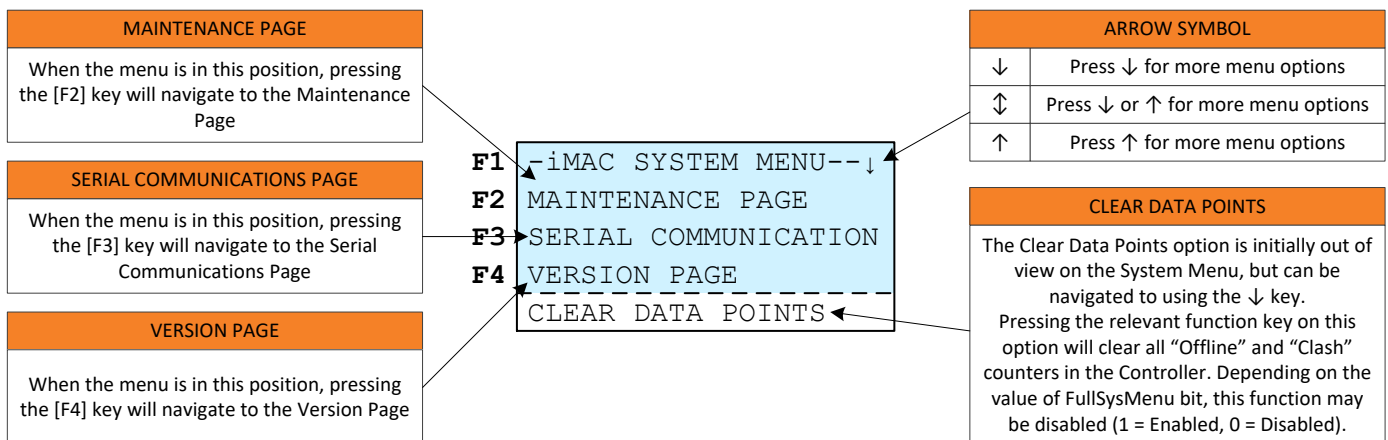 MAINTENANCE PAGE
When the menu is in this position, pressing
the [F2] key will navigate to the Maintenance
Page
SERIAL COMMUNICATIONS PAGE
When the menu is in this position, pressing
the [F3] key will navigate to the Serial
Communications Page
VERSION PAGE
When the menu is in this position, pressing
the [F4] key will navigate to the Version Page
F1 -iMAC SYSTEM MENU--↓
F2 MAINTENANCE PAGE
F3 SERIAL COMMUNICATION
F4 VERSION PAGE
CLEAR DATA POINTS
ARROW SYMBOL
↓ Press ↓ for more menu options
↕ Press ↓ or ↑ for more menu options
↑ Press ↑ for more menu options
CLEAR DATA POINTS
The Clear Data Points option is initially out of
view on the System Menu, but can be
navigated to using the ↓ key.
Pressing the relevant function key on this
option will clear all “Offline” and “Clash”
counters in the Controller. Depending on the
value of FullSysMenu bit, this function may
be disabled (1 = Enabled, 0 = Disabled).